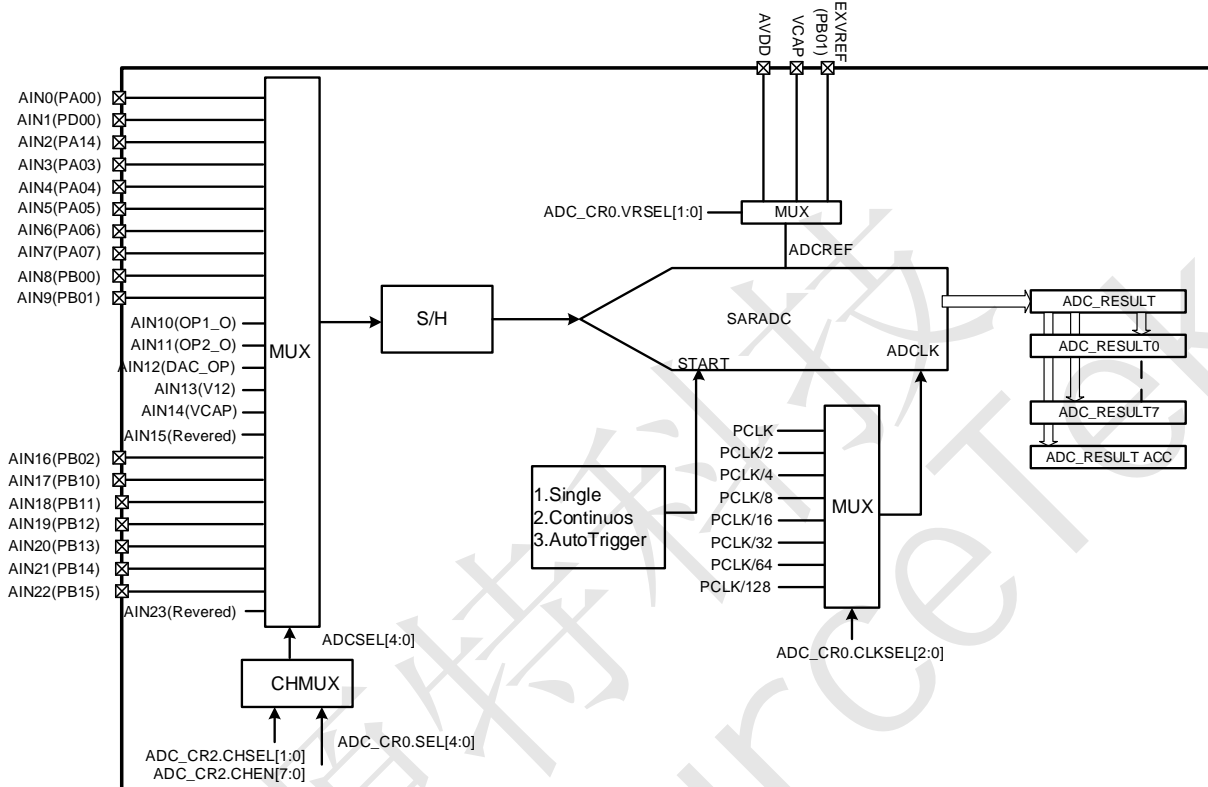 AVDD
VCAP
EXVREF
(PB01)
AIN0(PA00)
AIN1(PD00)
AIN2(PA14)
AIN3(PA03)
AIN4(PA04)
AIN5(PA05)
AIN6(PA06)
AIN7(PA07)
AIN8(PB00)
AIN9(PB01)
AIN10(OP1_O)
AIN11(OP2_O)
AIN12(DAC_OP)
AIN13(V12)
AIN14(VCAP)
AIN15(Revered)
AIN16(PB02)
AIN17(PB10)
AIN18(PB11)
AIN19(PB12)
AIN20(PB13)
AIN21(PB14)
AIN22(PB15)
AIN23(Revered)
MUX
ADCSEL[4:0]
CHMUX
ADC_CR2.CHSEL[1:0]
ADC_CR2.CHEN[7:0]
ADC_CR0.SEL[4:0]
S/H
ADC_CR0.VRSEL[1:0]
MUX
ADCREF
SARADC
START
ADCLK
1.Single
2.Continuos
3.AutoTrigger
PCLK
PCLK/2
PCLK/4
PCLK/8
PCLK/16
PCLK/32
PCLK/64
PCLK/128
MUX
ADC_CR0.CLKSEL[2:0]
ADC_RESULT
ADC_RESULT0
ADC_RESULT7
ADC_RESULT ACC
特科技
rceTek